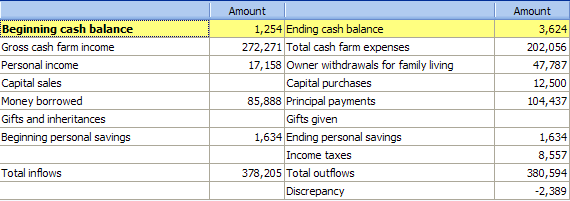 Amount Amount
Beginning cash balance 1,254 Ending cash balance 3,624
Gross cash farm income 272,271 Total cash farm expenses 202,056
Personal income 17,158 Owner withdrawals for family living 47,787
Capital sales Capital purchases 12,500
Money borrowed 85,888 Principal payments 104,437
Gifts and inheritances Gifts given
Beginning personal savings 1,634 Ending personal savings 1,634
Income taxes 8,557
Total inflows 378,205 Total outflows 380,594
Discrepancy -2,389